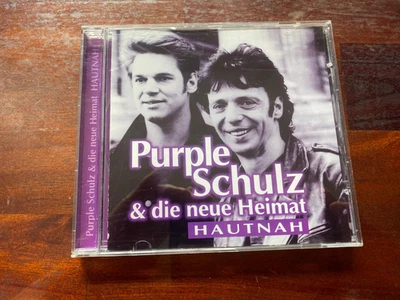 Purple Schulz & die neue Heimat HAUTNAH
Purple
Schulz
& die neue Heimat
HAUTNAH